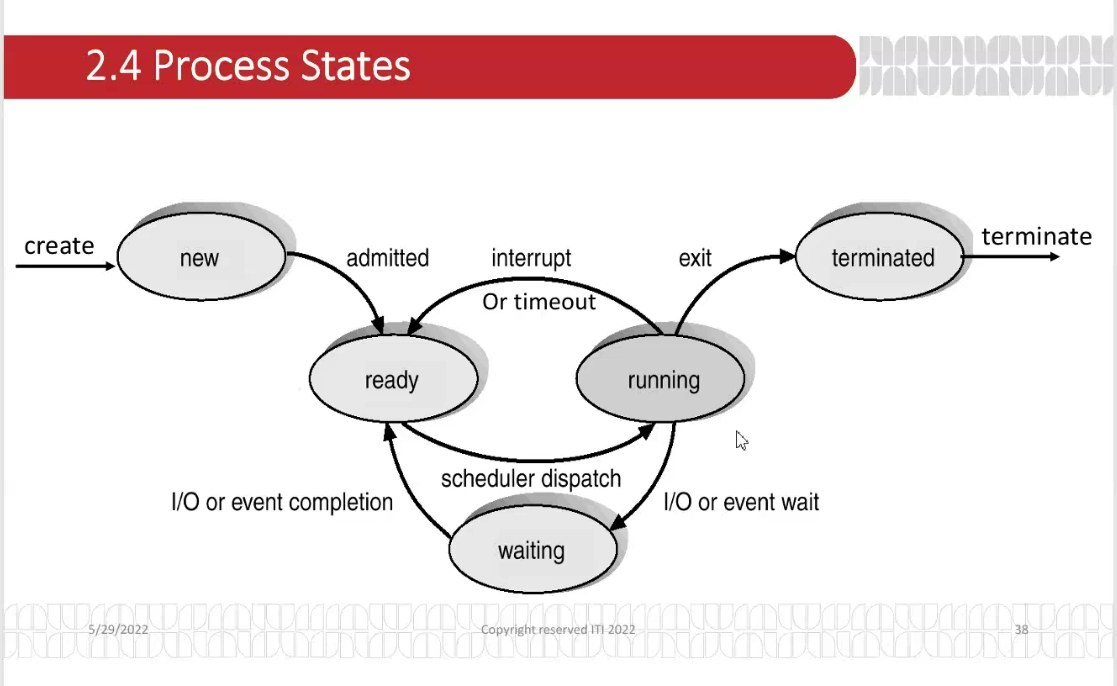 2.4 Process States
create
new
admitted
interrupt
Or timeout
exit
terminated
terminate
ready
running
scheduler dispatch
I/O or event completion
I/O or event wait
waiting
5/29/2022
Copyright reserved ITI 2022
38